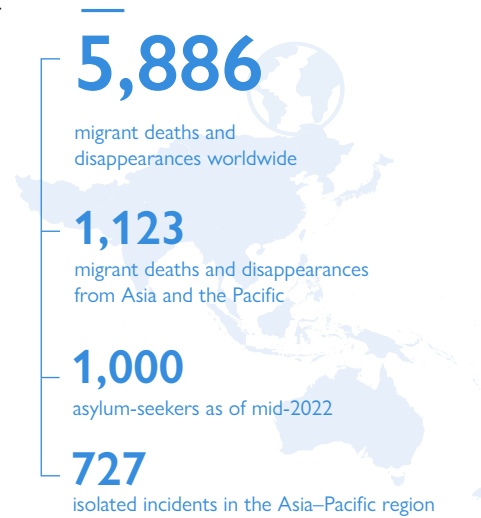 5,886
migrant deaths and
disappearances worldwide
1,123
migrant deaths and disappearances
from Asia and the Pacific
1,000
asylum-seekers as of mid-2022
727
isolated incidents in the Asia–Pacific region